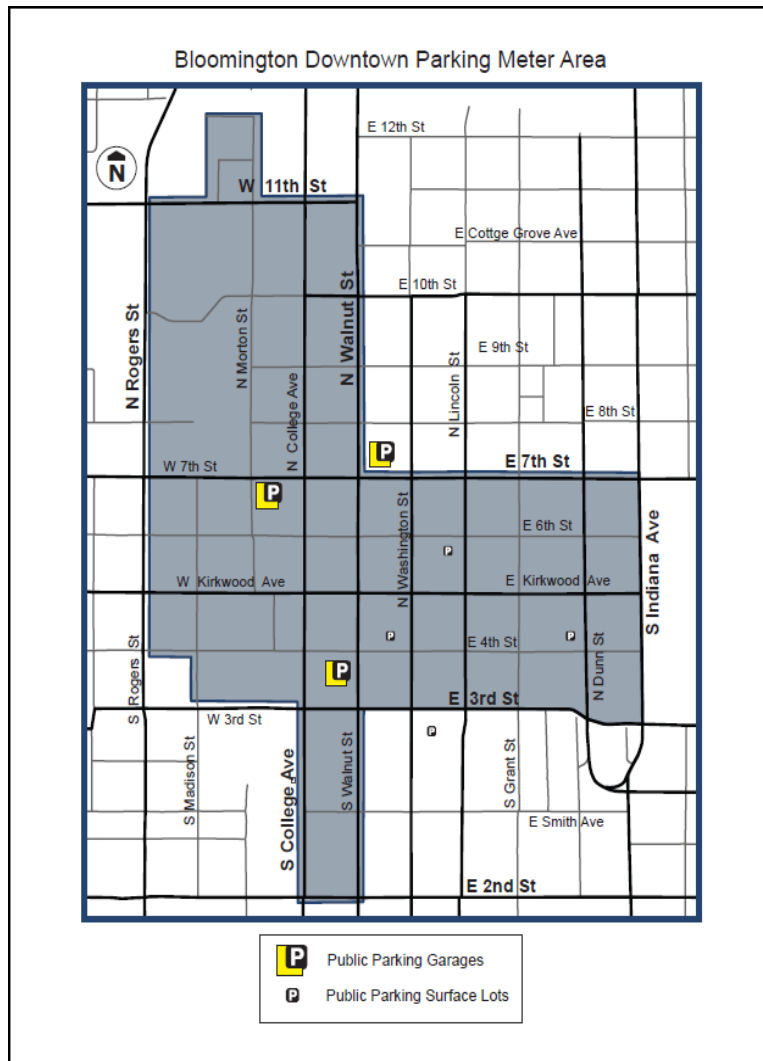 Bloomington Downtown Parking Meter Area
E 12th St
N
W 11th St
E Cottge Grove Ave
E 10th St
N Rogers St
N Morton St
N College Ave
N Walnut St
N Lincoln St
E 9th St
E 8th St
P
W 7th St
E 7th St
P
N Washington St
E 6th St
P
S Indiana Ave
W Kirkwood Ave
E Kirkwood Ave
S Rogers St
P
E 4th St
P
N Dunn St
P
E 3rd St
W 3rd St
P
S Madison St
S College Ave
S Walnut St
S Grant St
E Smith Ave
E 2nd St
P Public Parking Garages
P Public Parking Surface Lots